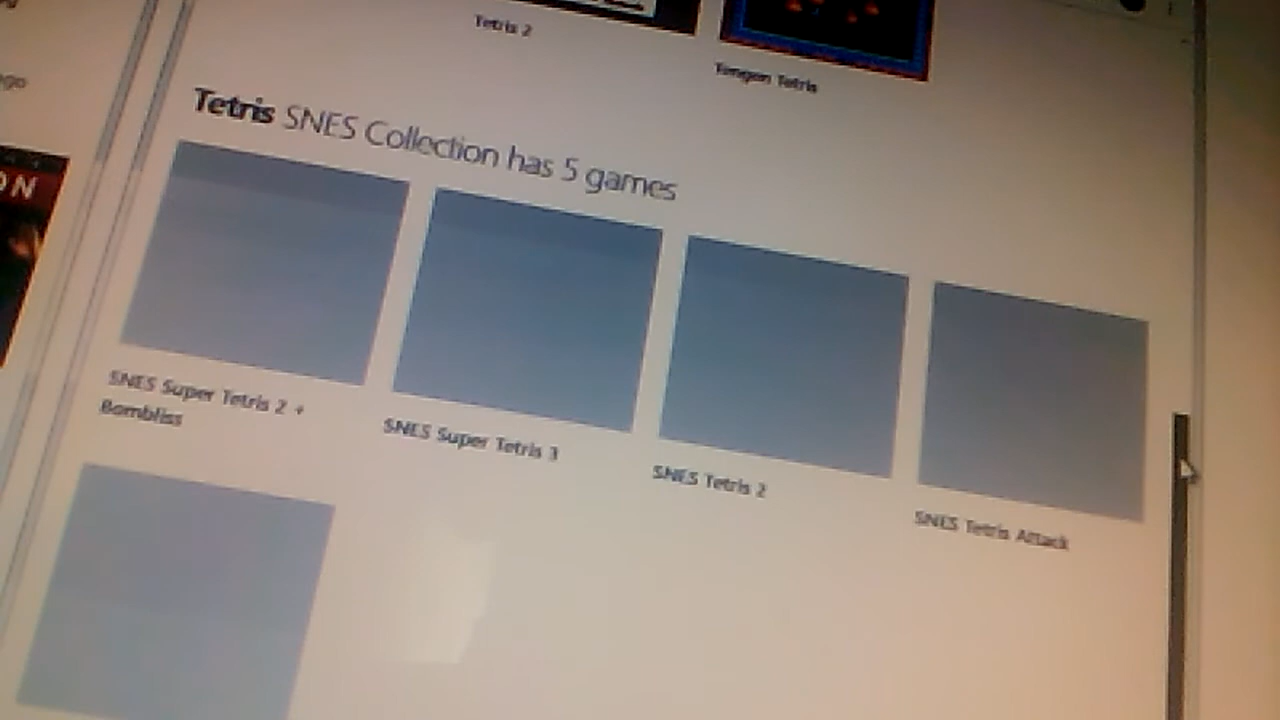 Tetris 2
Tengen Tetris
ON
Tetris SNES Collection has 5 games
SNES Super Tetris 2 +
Bombliss
SNES Super Tetris 3
SNES Tetris 2
SNES Tetris Attack